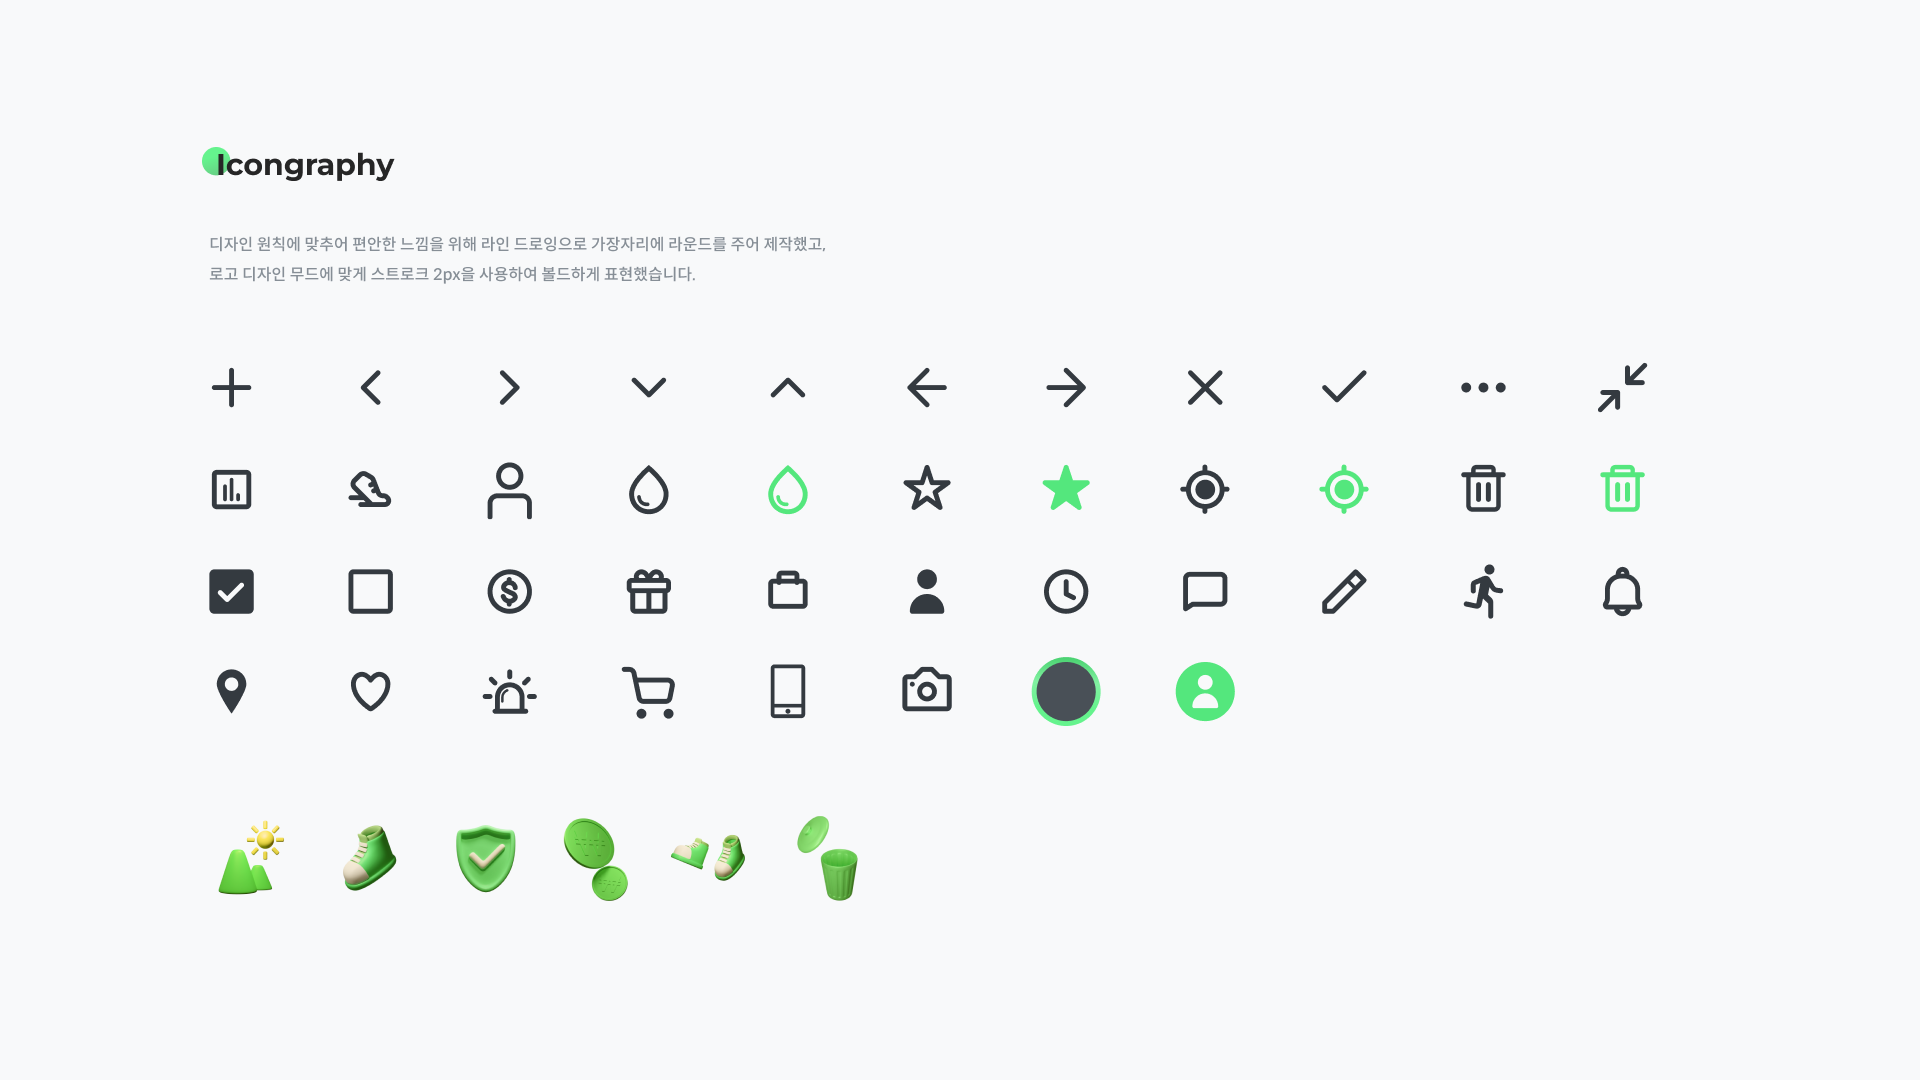 Icongraphy
디자인 원칙에 맞추어 편안한 느낌을 위해 라인 드로잉으로 가장자리에 라운드를 주어 제작했고,
로고 디자인 무드에 맞게 스트로크 2px을 사용하여 볼드하게 표현했습니다.